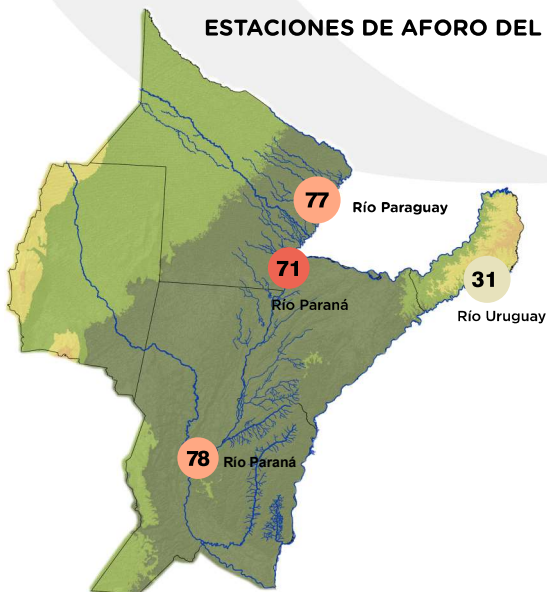 ESTACIONES DE AFORO DEL
77
Río Paraguay
71
Río Paraná
31
Río Uruguay
78
Río Paraná